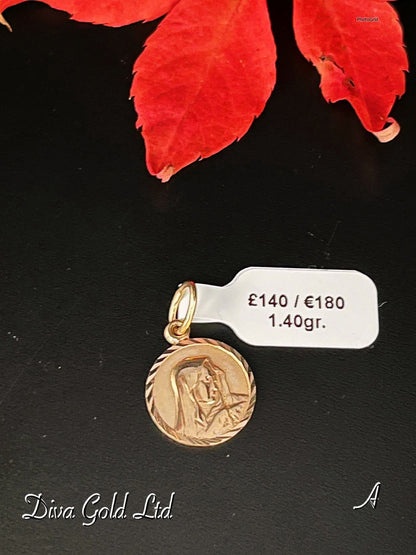 £140 / €180
1.40gr.
Diva Gold Ltd
A